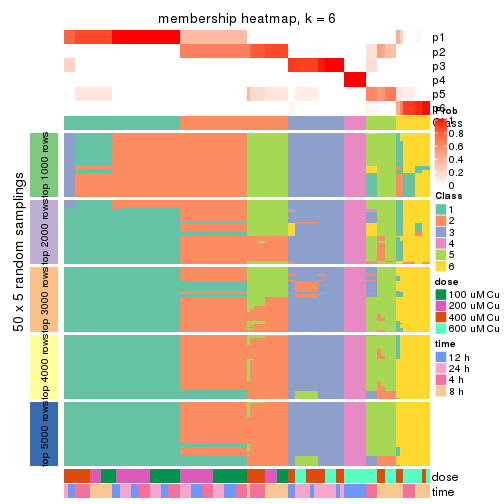 membership heatmap, k = 6
p1
p2
p3
p4
p5
p6
Class
Prob
0.8
0.6
0.4
0.2
0
Class
1
2
3
4
5
6
dose
100 uM Cu
200 uM Cu
400 uM Cu
600 uM Cu
time
12 h
24 h
4 h
8 h
50 x 5 random samplings
top 1000 rows
top 2000 rows
top 3000 rows
top 4000 rows
top 5000 rows
dose
time